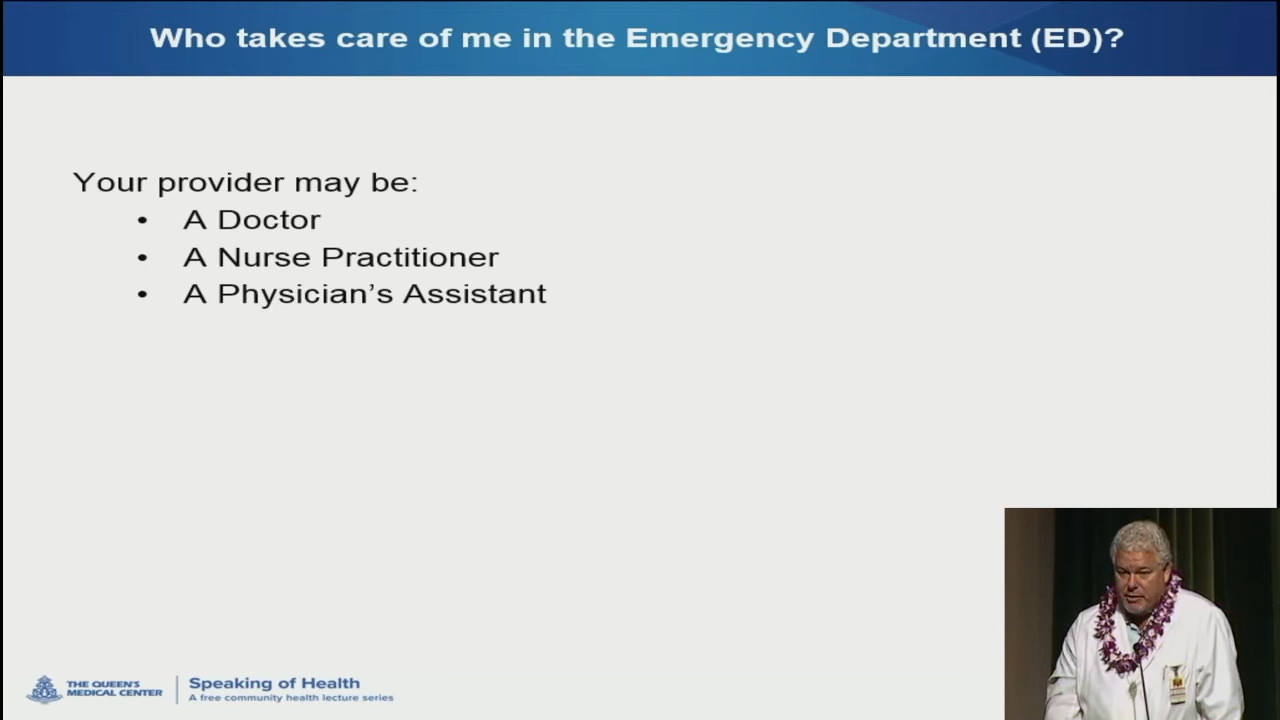 Who takes care of me in the Emergency Department (ED)?
Your provider may be:
• A Doctor
• A Nurse Practitioner
• A Physician’s Assistant
THE QUEEN'S
MEDICAL CENTER
Speaking of Health
A free community health lecture series